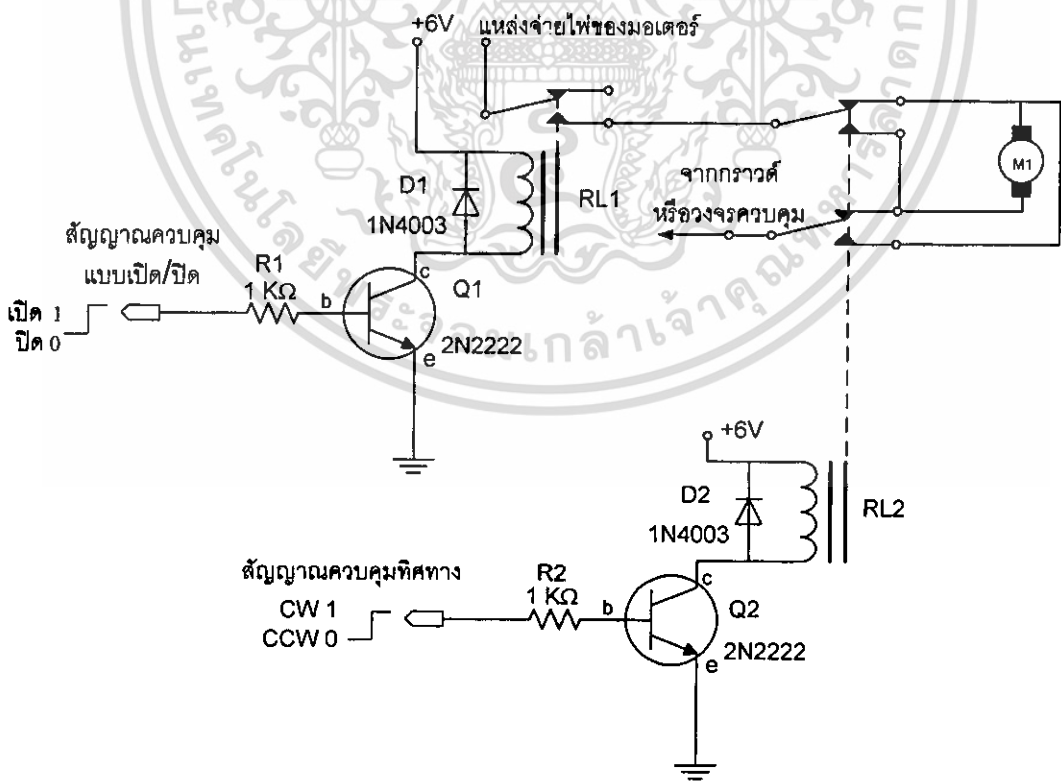 +6V
แหล่งจ่ายไฟของมอเตอร์
D1
1N4003
RL1
จากกราวด์
หรือวงจรควบคุม
M1
สัญญาณควบคุม
แบบเปิด/ปิด
เปิด 1
ปิด 0
R1
1 KΩ
b
c
e
Q1
2N2222
+6V
D2
1N4003
RL2
สัญญาณควบคุมทิศทาง
CW 1
CCW 0
R2
1 KΩ
b
c
e
Q2
2N2222